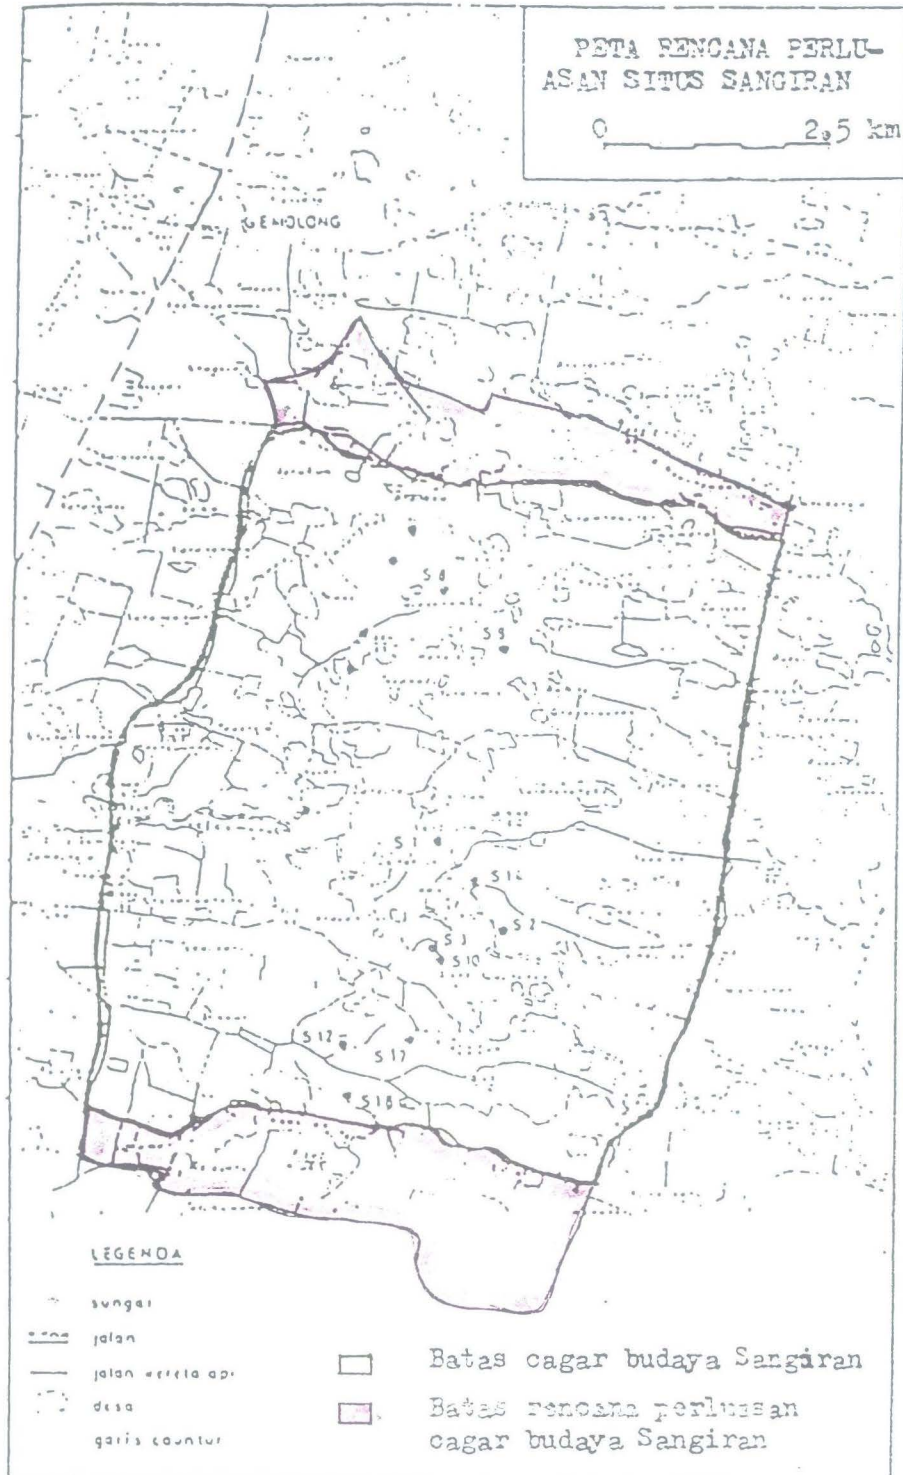 PETA RENCANA PERLU-
ASAN SITUS SANGIRAN
0 2,5 km
GEMOLONG
S 8
S 9
S 1
S 14
S 2
S 3
S 10
S 12
S 17
S 18
LEGENDA
sungai
jalan
jalan kereta api
desa
garis countur
Batas cagar budaya Sangiran
Batas rencana perluasan
cagar budaya Sangiran